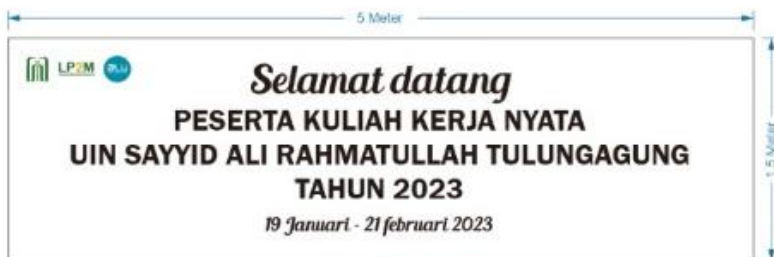 5 Meter
LP2M
Selamat datang
PESERTA KULIAH KERJA NYATA
UIN SAYYID ALI RAHMATULLAH TULUNGAGUNG
TAHUN 2023
19 Januari - 21 februari 2023
1.5 Meter